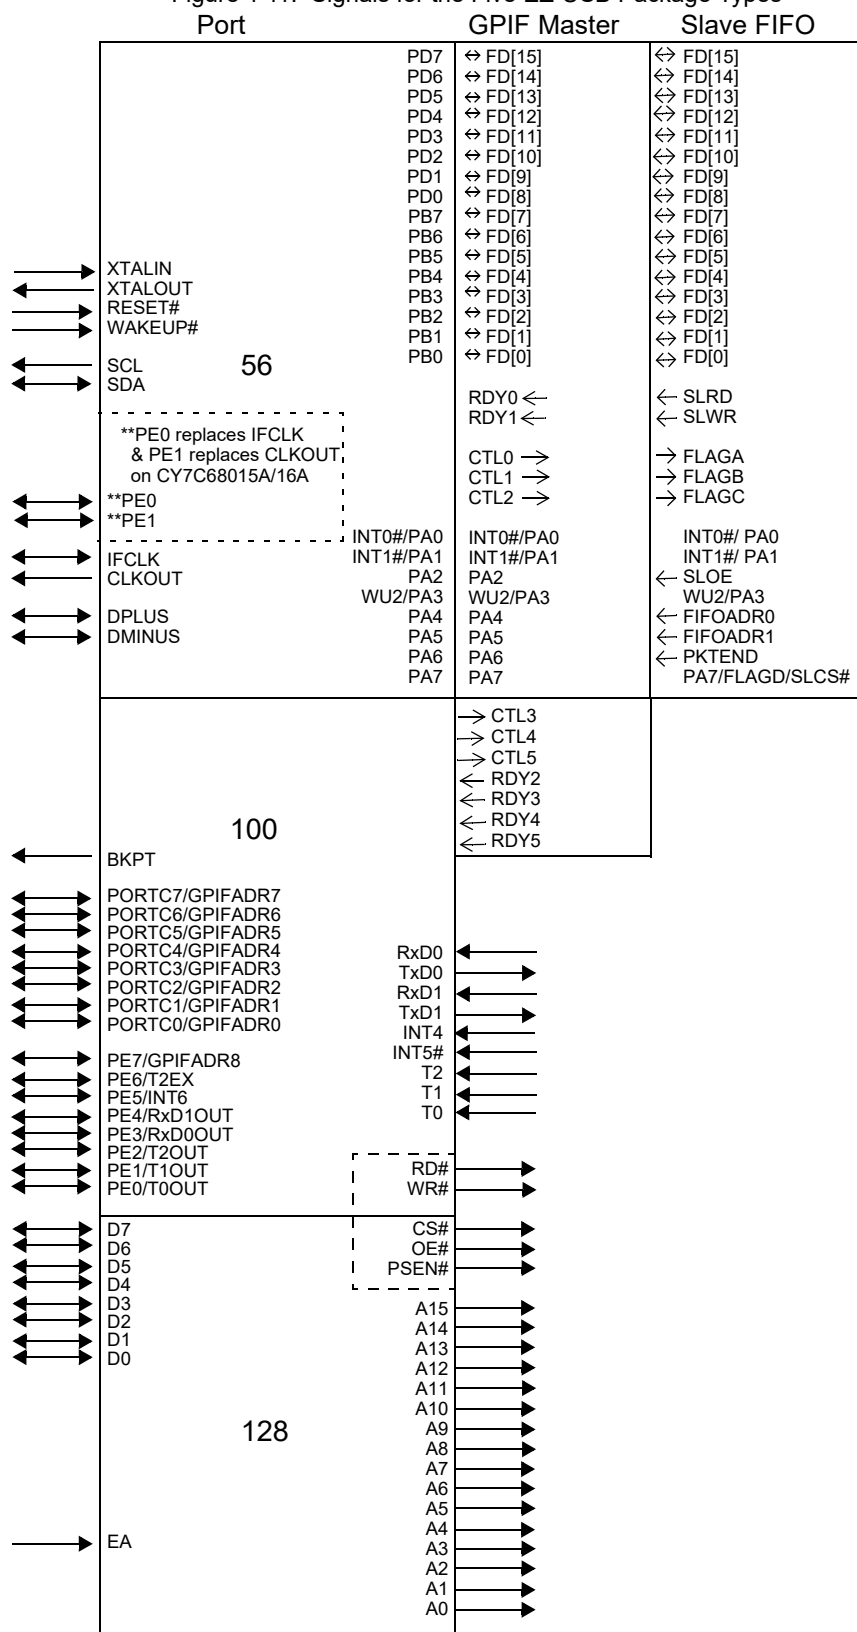 Figure 1-11. Signals for the Five EZ-USB Package Types
Port GPIF Master Slave FIFO
PD7 FD[15] FD[15]
PD6 FD[14] FD[14]
PD5 FD[13] FD[13]
PD4 FD[12] FD[12]
PD3 FD[11] FD[11]
PD2 FD[10] FD[10]
PD1 FD[9] FD[9]
PD0 FD[8] FD[8]
PB7 FD[7] FD[7]
PB6 FD[6] FD[6]
PB5 FD[5] FD[5]
PB4 FD[4] FD[4]
PB3 FD[3] FD[3]
PB2 FD[2] FD[2]
PB1 FD[1] FD[1]
PB0 FD[0] FD[0]
XTALIN
XTALOUT
RESET#
WAKEUP#
SCL
SDA
56
RDY0 SLRD
RDY1 SLWR
CTL0 FLAGA
CTL1 FLAGB
CTL2 FLAGC
**PE0 replaces IFCLK
& PE1 replaces CLKOUT
on CY7C68015A/16A
**PE0
**PE1
IFCLK
CLKOUT
DPLUS
DMINUS
INT0#/PA0 INT0#/PA0 INT0#/ PA0
INT1#/PA1 INT1#/PA1 INT1#/ PA1
PA2 PA2 SLOE
WU2/PA3 WU2/PA3 WU2/PA3
PA4 PA4 FIFOADR0
PA5 PA5 FIFOADR1
PA6 PA6 PKTEND
PA7 PA7 PA7/FLAGD/SLCS#
CTL3
CTL4
CTL5
RDY2
RDY3
RDY4
RDY5
100
BKPT
PORTC7/GPIFADR7
PORTC6/GPIFADR6
PORTC5/GPIFADR5
PORTC4/GPIFADR4
PORTC3/GPIFADR3
PORTC2/GPIFADR2
PORTC1/GPIFADR1
PORTC0/GPIFADR0
PE7/GPIFADR8
PE6/T2EX
PE5/INT6
PE4/RxD1OUT
PE3/RxD0OUT
PE2/T2OUT
PE1/T1OUT
PE0/T0OUT
RxD0
TxD0
RxD1
TxD1
INT4
INT5#
T2
T1
T0
RD#
WR#
CS#
OE#
PSEN#
D7
D6
D5
D4
D3
D2
D1
D0
128
EA
A15
A14
A13
A12
A11
A10
A9
A8
A7
A6
A5
A4
A3
A2
A1
A0